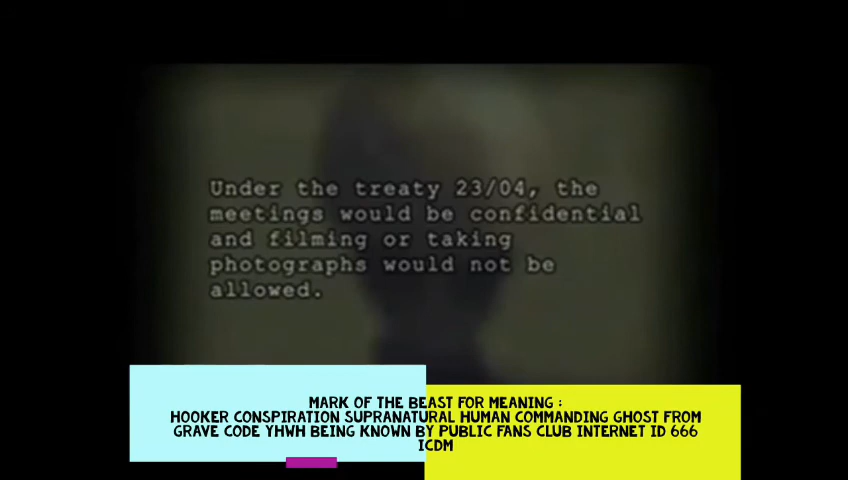 Under the treaty 23/04, the
meetings would be confidential
and filming or taking
photographs would not be
allowed.
MARK OF THE BEAST FOR MEANING :
HOOKER CONSPIRATION SUPRANATURAL HUMAN COMMANDING GHOST FROM
GRAVE CODE YHWH BEING KNOWN BY PUBLIC FANS CLUB INTERNET ID 666
ICDM